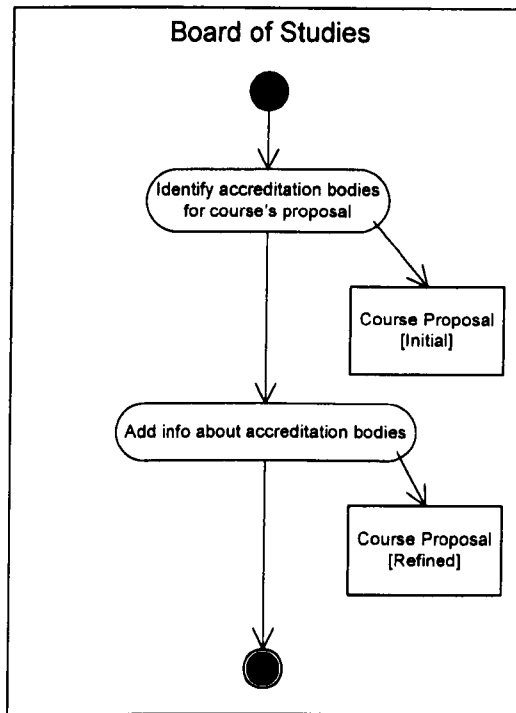 Board of Studies
Identify accreditation bodies
for course's proposal
Course Proposal
[Initial]
Add info about accreditation bodies
Course Proposal
[Refined]